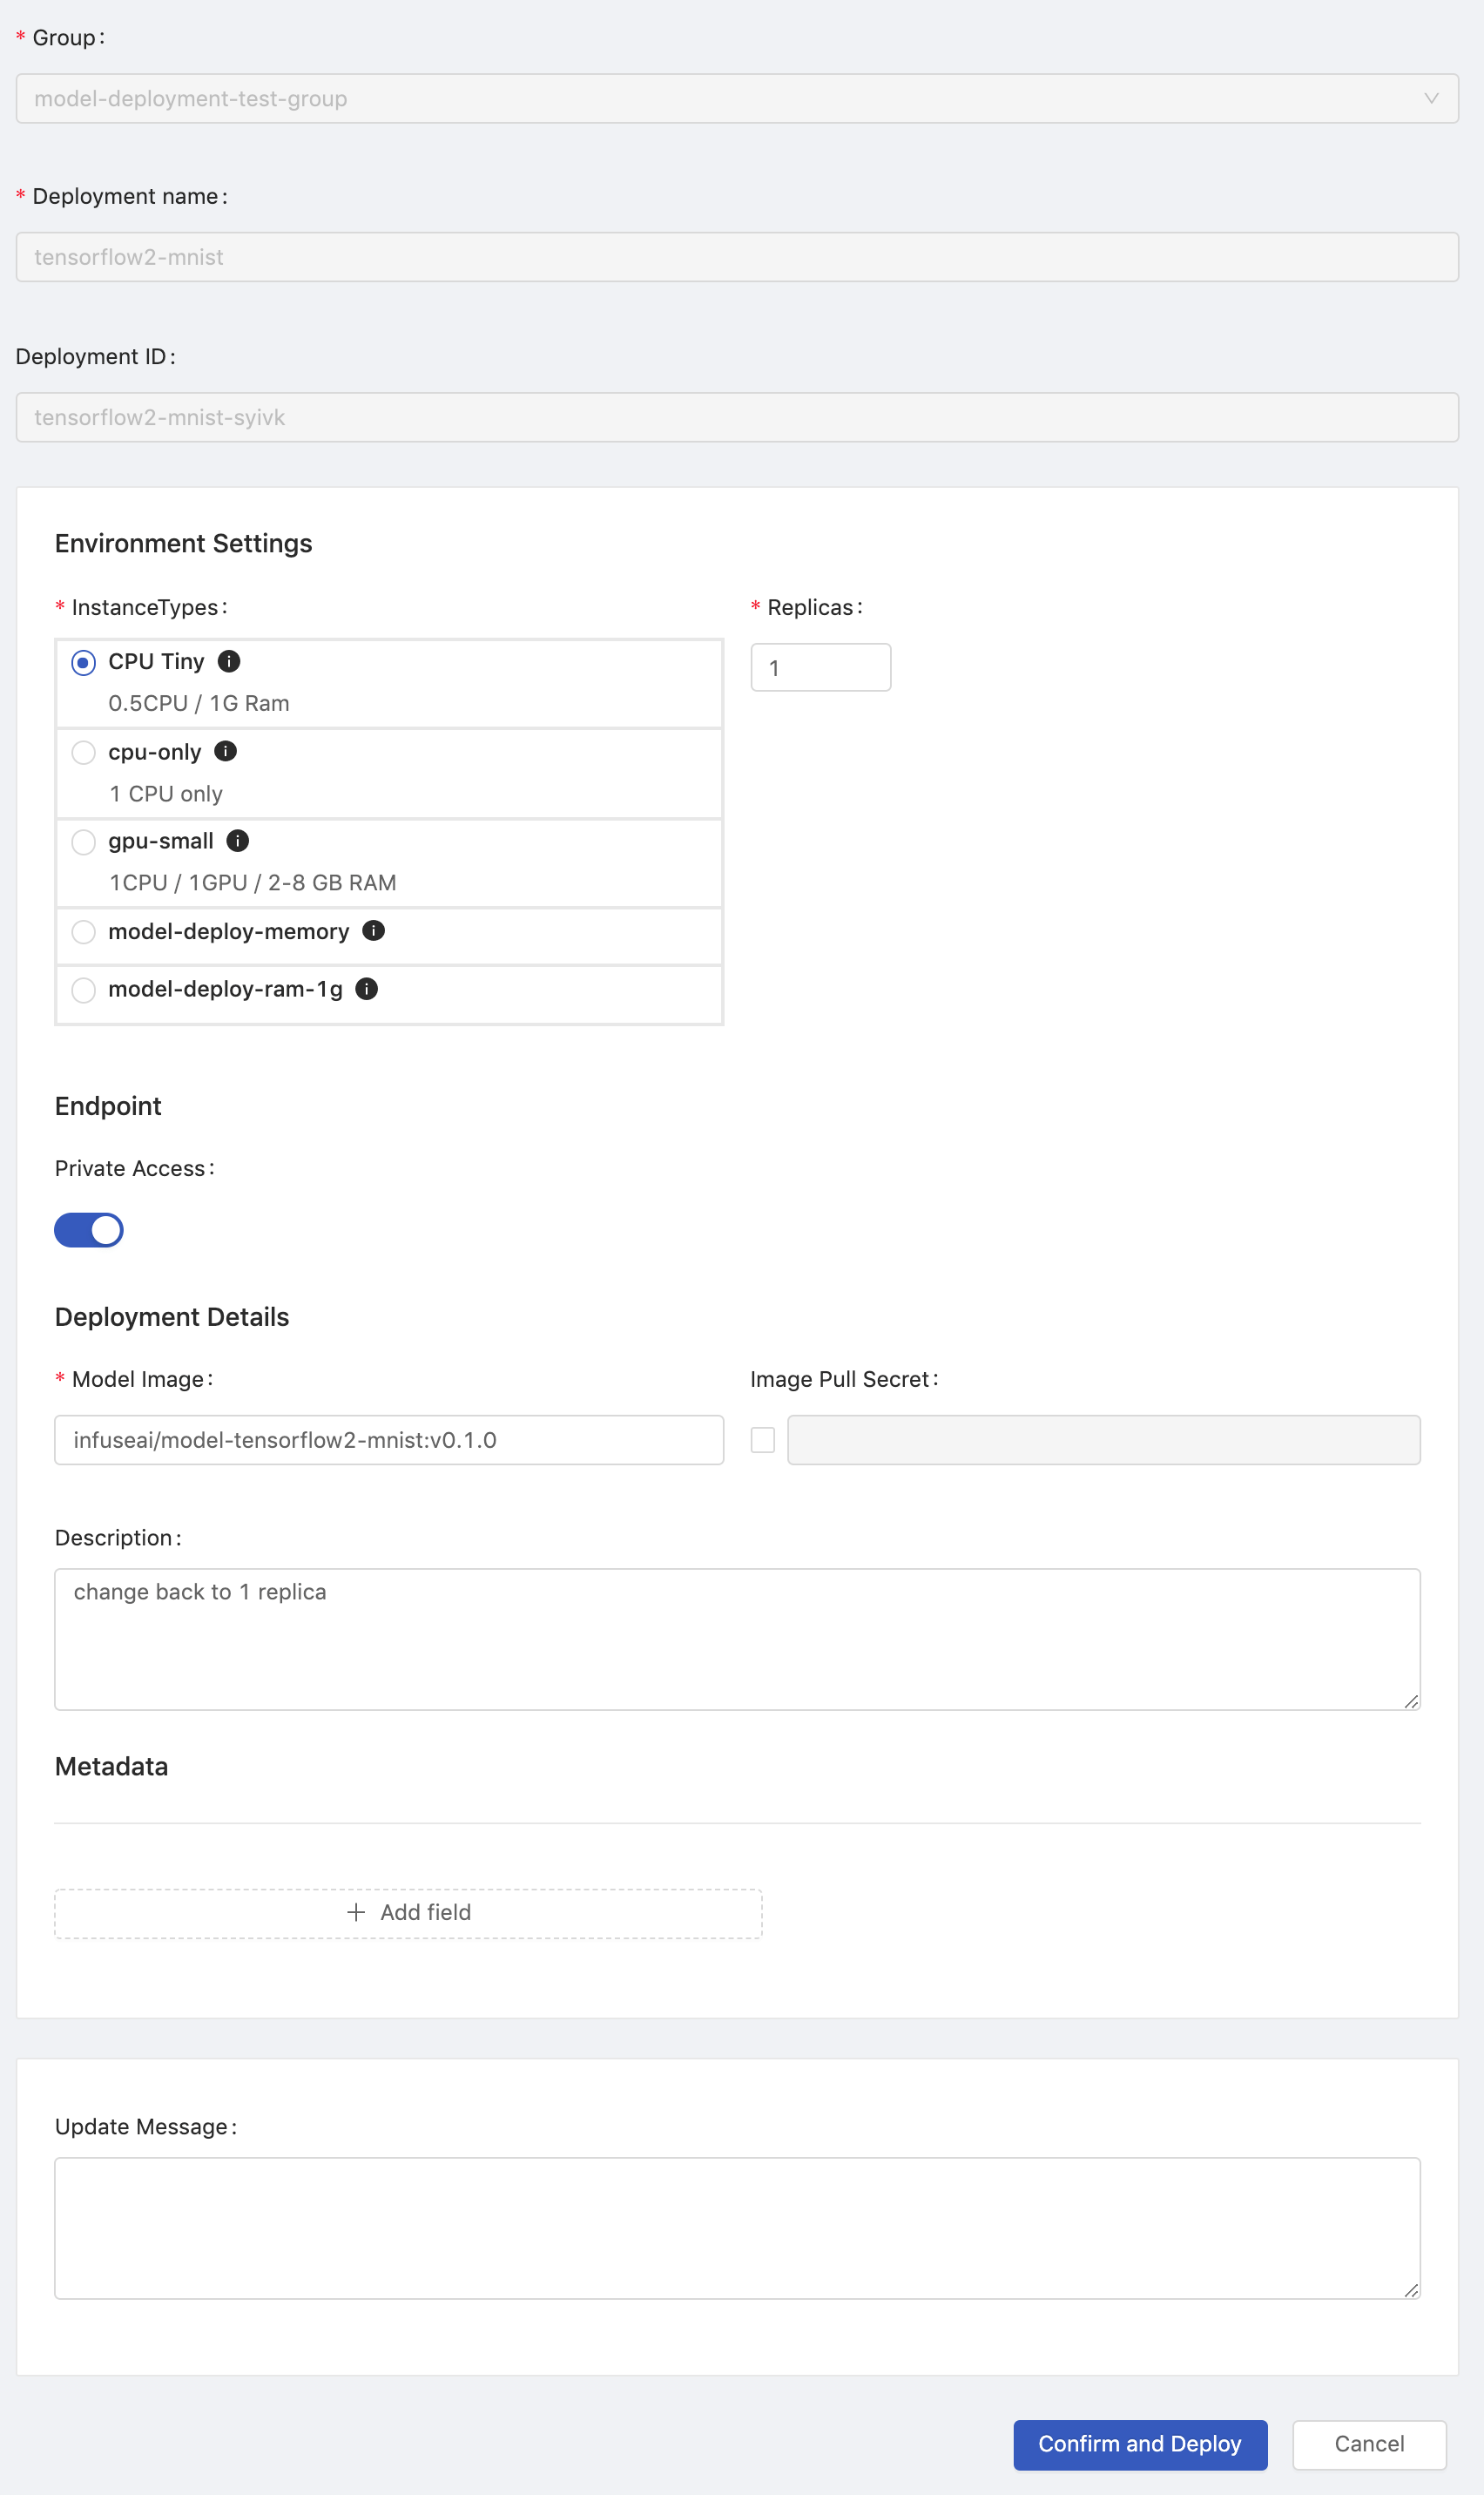 * Group:
model-deployment-test-group
* Deployment name:
tensorflow2-mnist
Deployment ID:
tensorflow2-mnist-syivk
Environment Settings
* InstanceTypes:
CPU Tiny
0.5CPU / 1G Ram
cpu-only
1 CPU only
gpu-small
1CPU / 1GPU / 2-8 GB RAM
model-deploy-memory
model-deploy-ram-1g
* Replicas:
1
Endpoint
Private Access:
Deployment Details
* Model Image:
infuseai/model-tensorflow2-mnist:v0.1.0
Image Pull Secret:
Description:
change back to 1 replica
Metadata
+ Add field
Update Message:
Confirm and Deploy
Cancel